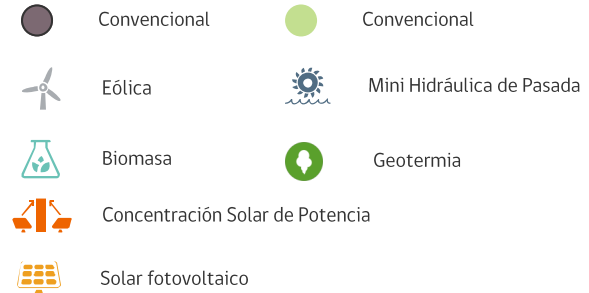 Convencional
Convencional
Eólica
Mini Hidráulica de Pasada
Biomasa
Geotermia
Concentración Solar de Potencia
Solar fotovoltaico